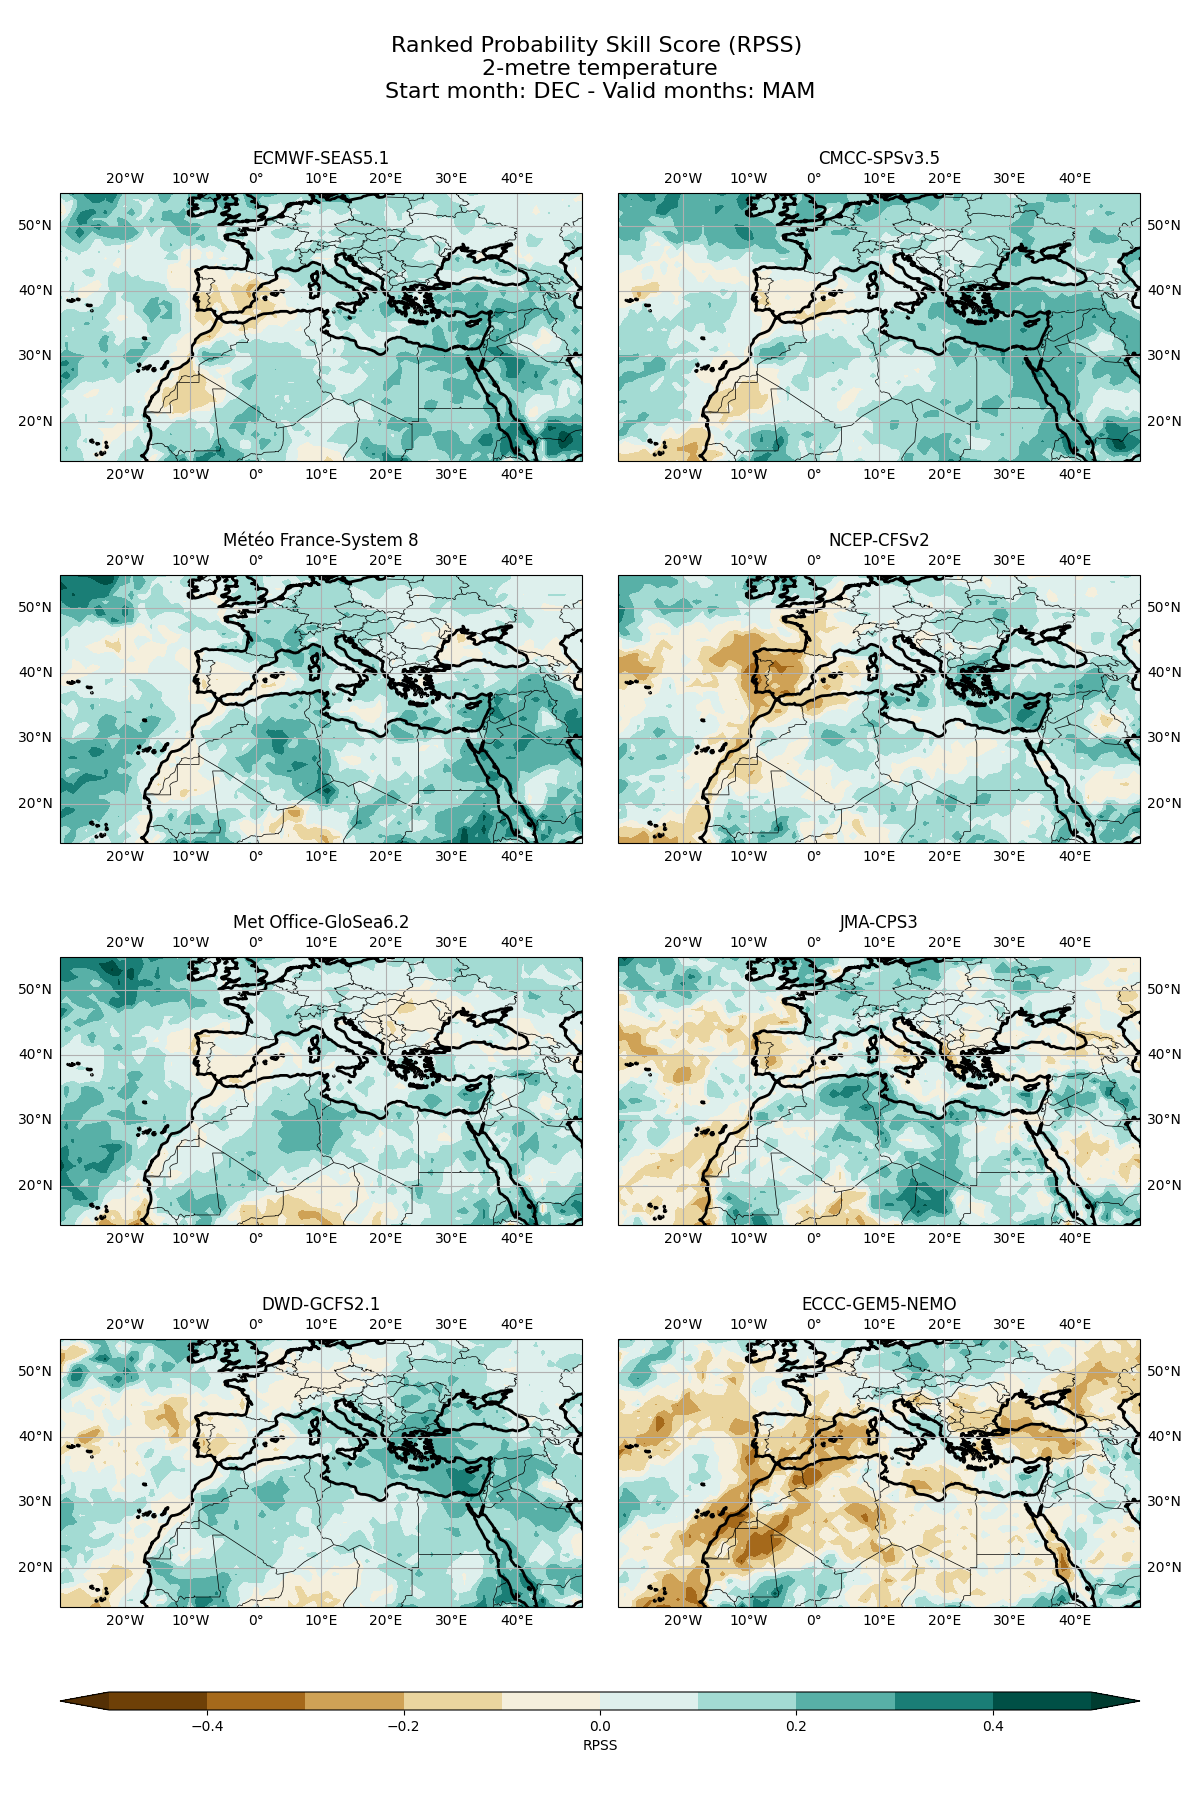 Ranked Probability Skill Score (RPSS)
2-metre temperature
Start month: DEC - Valid months: MAM
ECMWF-SEAS5.1
20°W 10°W 0° 10°E 20°E 30°E 40°E
50°N
40°N
30°N
20°N
20°W 10°W 0° 10°E 20°E 30°E 40°E
CMCC-SPSv3.5
20°W 10°W 0° 10°E 20°E 30°E 40°E
50°N
40°N
30°N
20°N
20°W 10°W 0° 10°E 20°E 30°E 40°E
Météo France-System 8
20°W 10°W 0° 10°E 20°E 30°E 40°E
50°N
40°N
30°N
20°N
20°W 10°W 0° 10°E 20°E 30°E 40°E
NCEP-CFSv2
20°W 10°W 0° 10°E 20°E 30°E 40°E
50°N
40°N
30°N
20°N
20°W 10°W 0° 10°E 20°E 30°E 40°E
Met Office-GloSea6.2
20°W 10°W 0° 10°E 20°E 30°E 40°E
50°N
40°N
30°N
20°N
20°W 10°W 0° 10°E 20°E 30°E 40°E
JMA-CPS3
20°W 10°W 0° 10°E 20°E 30°E 40°E
50°N
40°N
30°N
20°N
20°W 10°W 0° 10°E 20°E 30°E 40°E
DWD-GCFS2.1
20°W 10°W 0° 10°E 20°E 30°E 40°E
50°N
40°N
30°N
20°N
20°W 10°W 0° 10°E 20°E 30°E 40°E
ECCC-GEM5-NEMO
20°W 10°W 0° 10°E 20°E 30°E 40°E
50°N
40°N
30°N
20°N
20°W 10°W 0° 10°E 20°E 30°E 40°E
−0.4 −0.2 0.0 0.2 0.4
RPSS